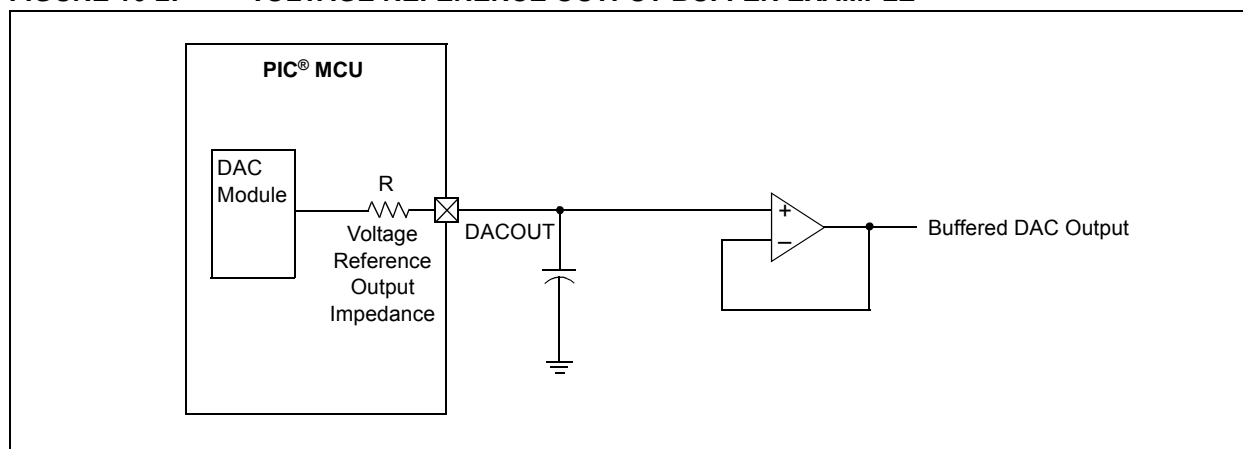 PIC® MCU
DAC
Module
R
Voltage
Reference
Output
Impedance
DACOUT
+
–
Buffered DAC Output